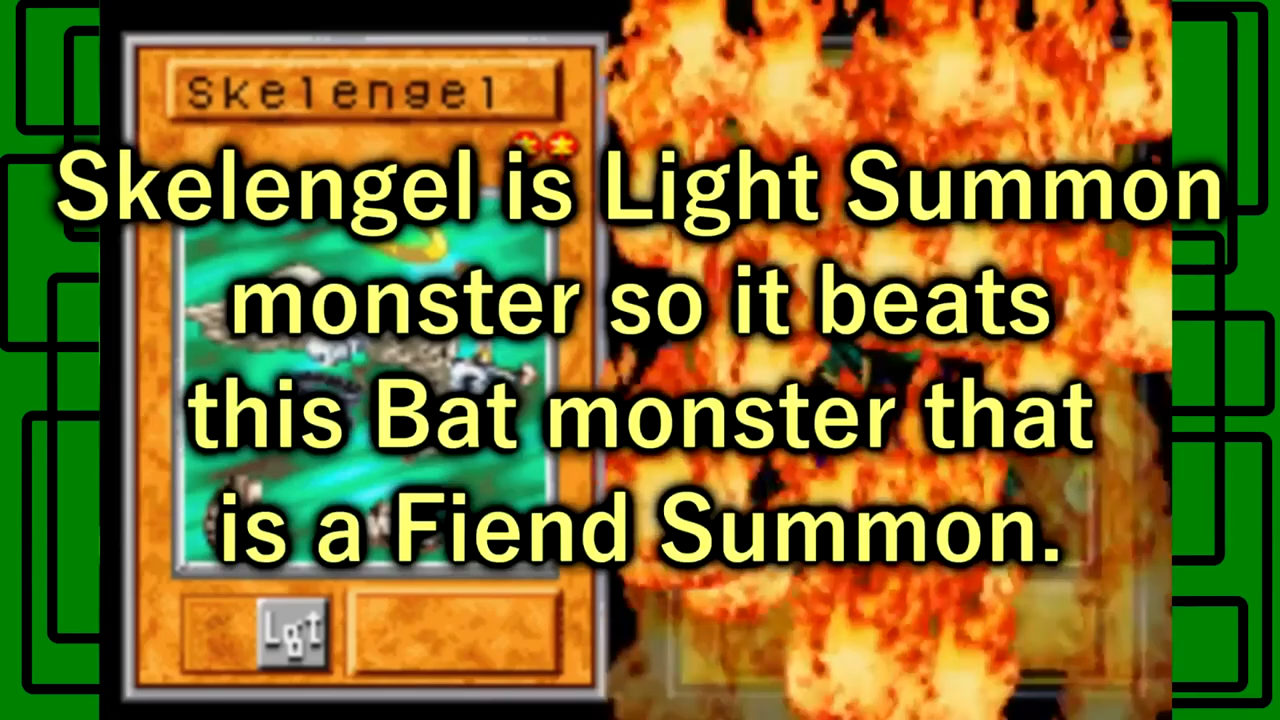 Skelengel
Skelengel is Light Summon
monster so it beats
this Bat monster that
is a Fiend Summon.
Lgt